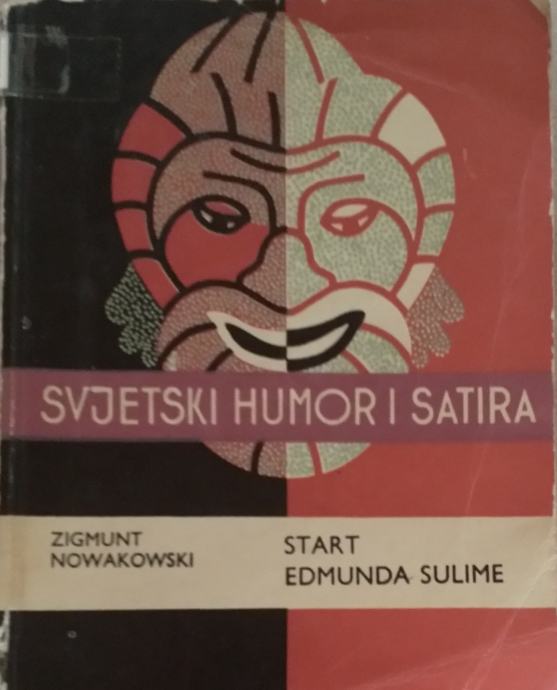 SVJETSKI HUMOR I SATIRA
ZIGMUNT
NOWAKOWSKI
START
EDMUNDA SULIME